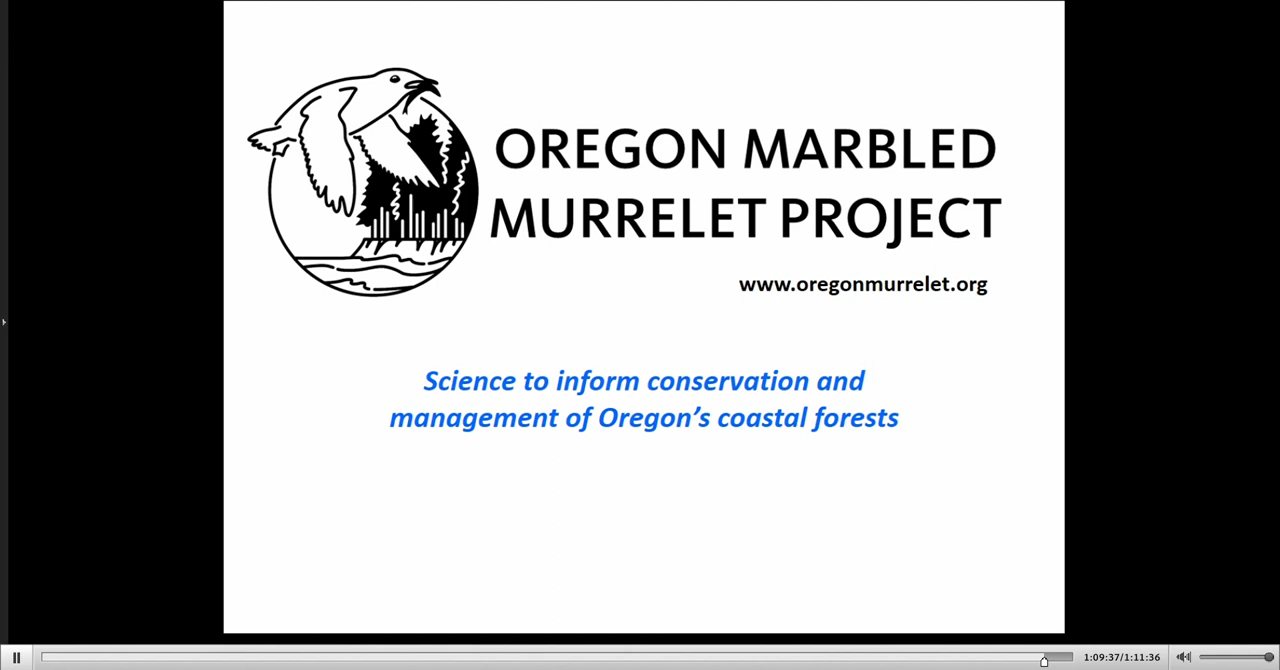 OREGON MARBLED
MURRELET PROJECT
www.oregonmurrelet.org
Science to inform conservation and
management of Oregon's coastal forests
1:09:37/1:11:36